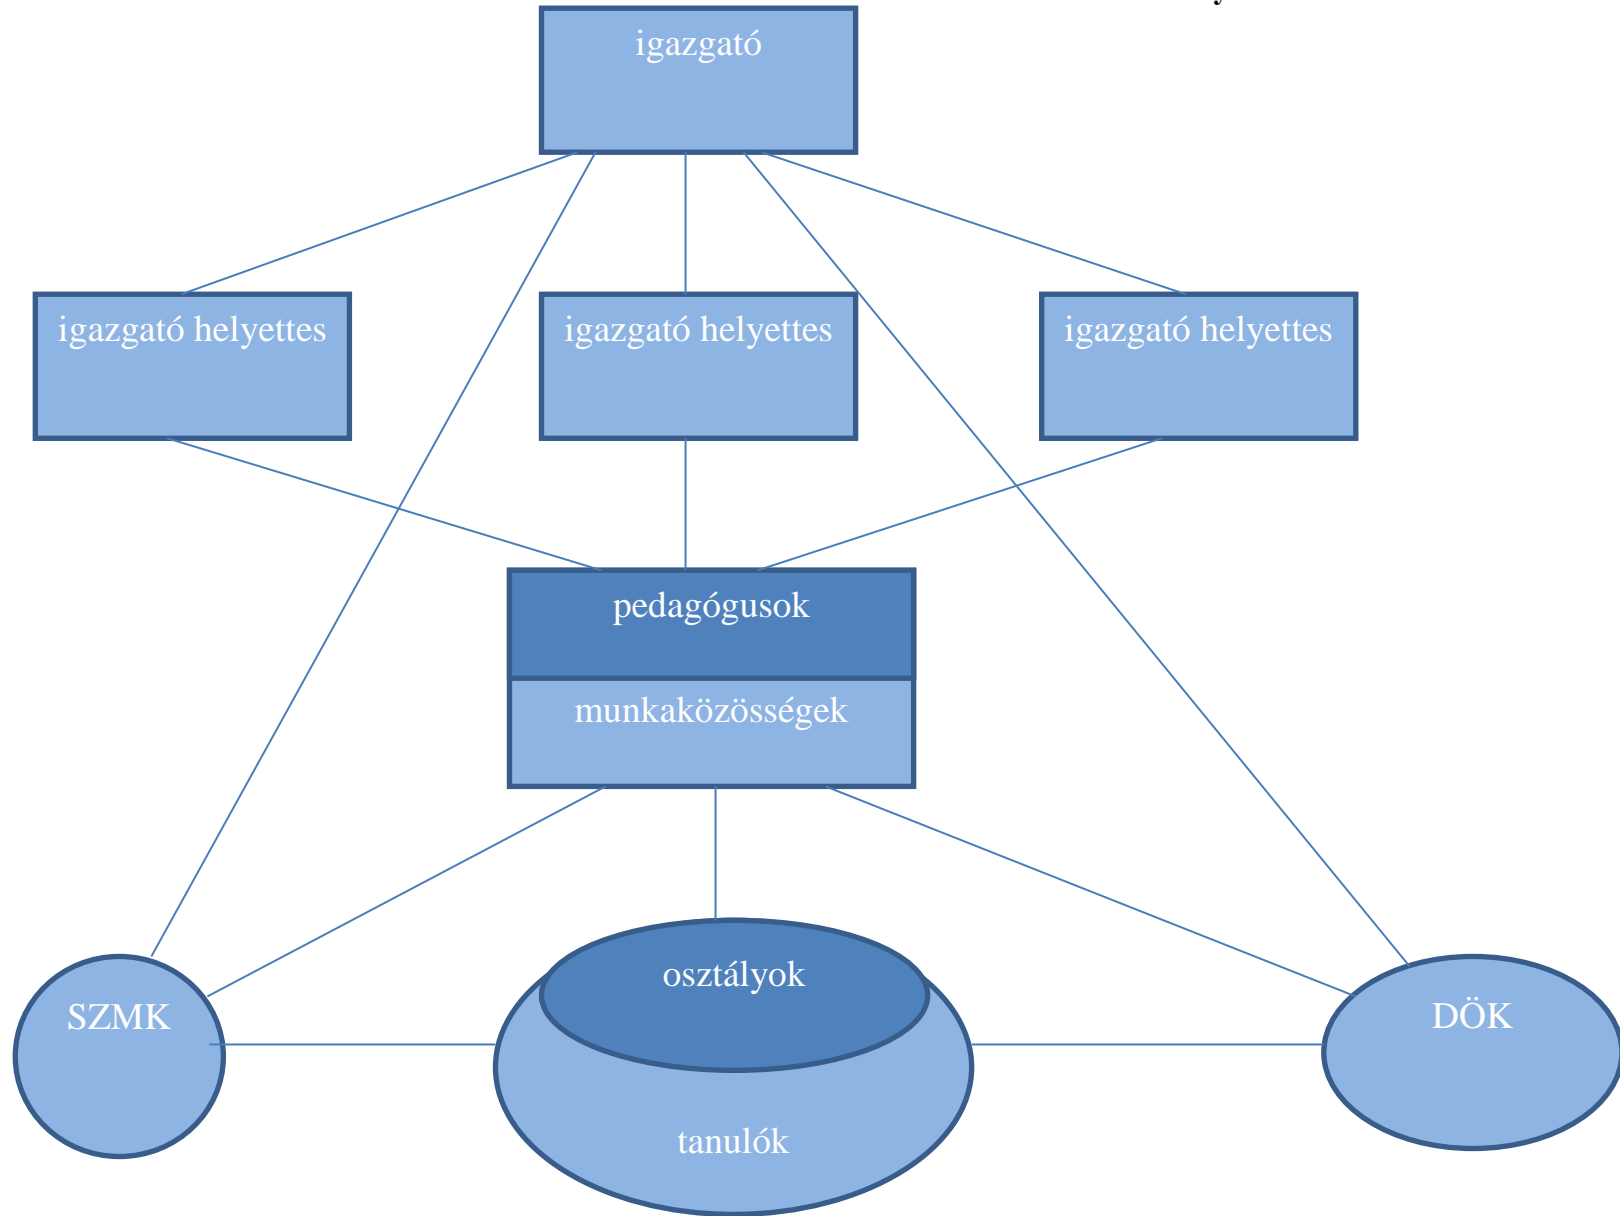 igazgató
igazgató helyettes
igazgató helyettes
igazgató helyettes
pedagógusok
munkaközösségek
osztályok
SZMK
DÖK
tanulók